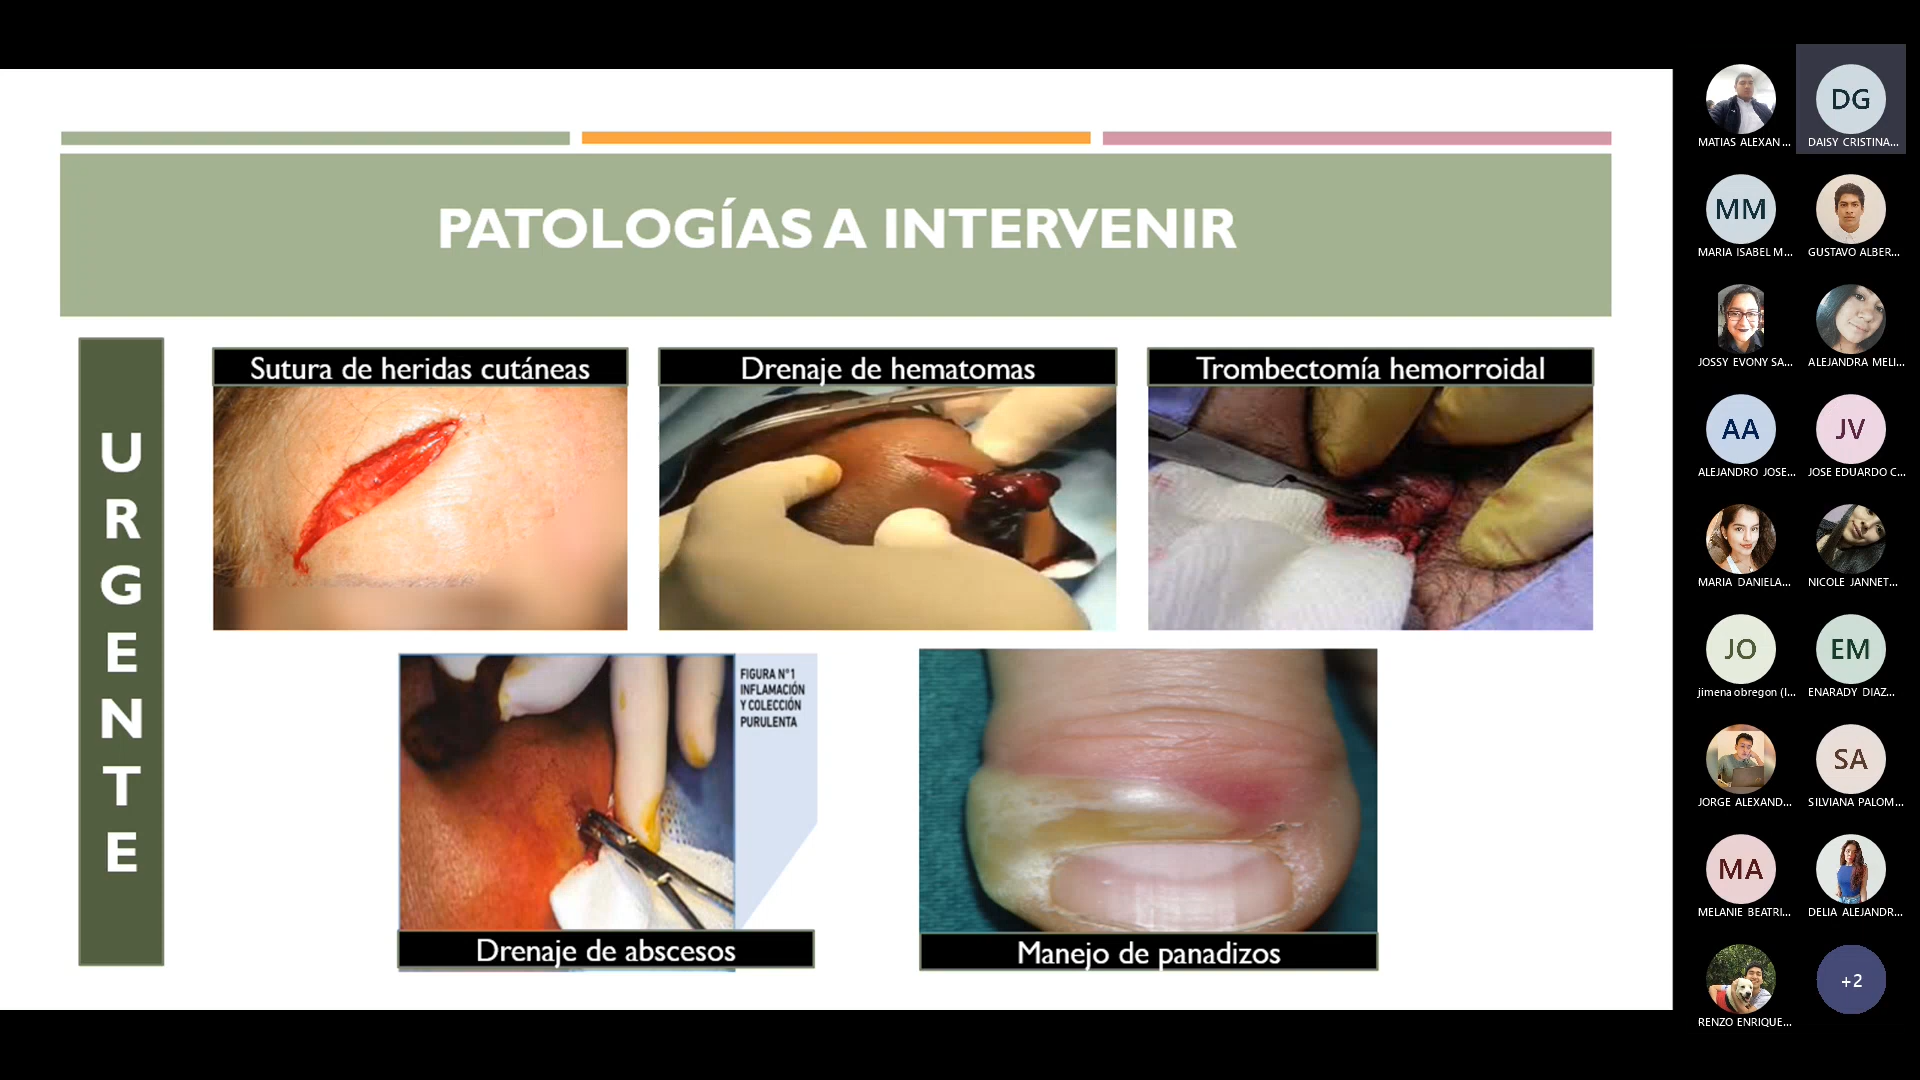 PATOLOGÍAS A INTERVENIR
URGENTE
Sutura de heridas cutáneas
Drenaje de hematomas
Trombectomía hemorroidal
FIGURA N°1
INFLAMACIÓN
Y COLECCIÓN
PURULENTA
Drenaje de abscesos
Manejo de panadizos
MATIAS ALEXAN...
DG
DAISY CRISTINA...
MM
MARIA ISABEL M...
GUSTAVO ALBER...
JOSSY EVONY SA...
ALEJANDRA MELI...
AA
ALEJANDRO JOSE...
JV
JOSE EDUARDO C...
MARIA DANIELA...
NICOLE JANNET...
JO
jimena obregon (I...
EM
ENARADY DIAZ...
JORGE ALEXAND...
SA
SILVIANA PALOM...
MA
MELANIE BEATRI...
DELIA ALEJANDR...
RENZO ENRIQUE...
+2